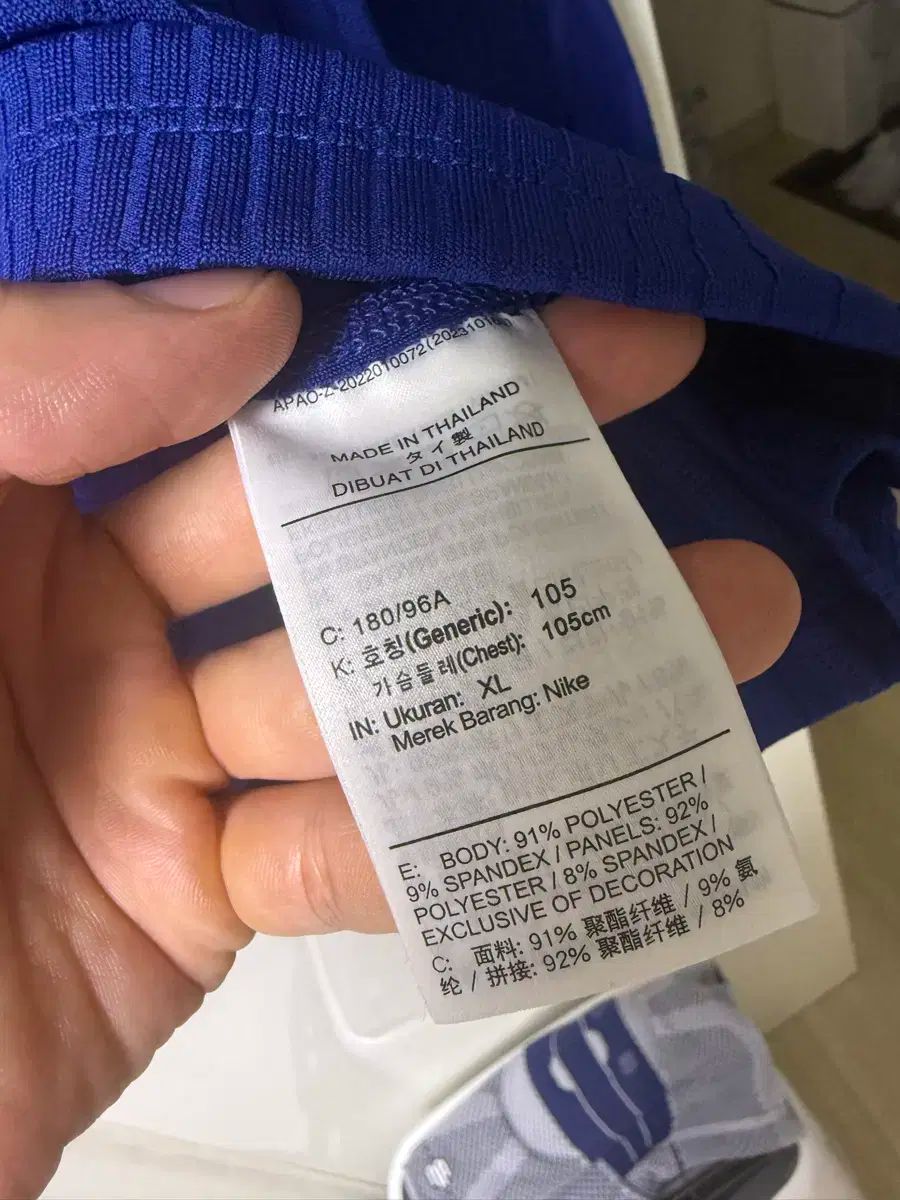 MADE IN THAILAND
タイ製
DIBUAT DI THAILAND
C: 180/96A
K: 호칭(Generic): 105
가슴둘레(Chest): 105cm
IN: Ukuran: XL
Merek Barang: Nike
E: BODY: 91% POLYESTER /
9% SPANDEX / PANELS: 92%
POLYESTER / 8% SPANDEX /
EXCLUSIVE OF DECORATION
C: 面料: 91% 聚酯纤维 / 9% 氨
纶 / 拼接: 92% 聚酯纤维 / 8%